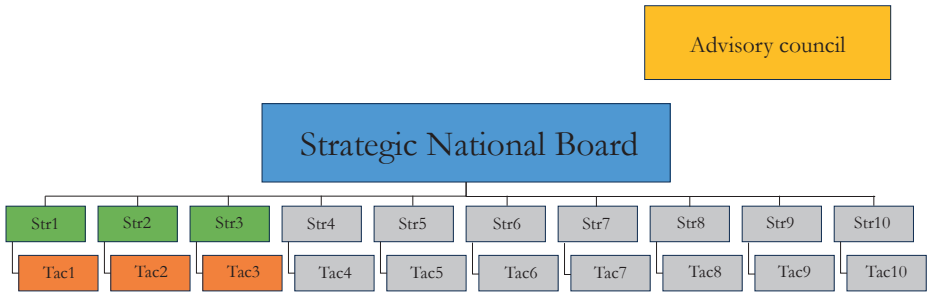 Advisory council
Strategic National Board
Str1 Str2 Str3 Str4 Str5 Str6 Str7 Str8 Str9 Str10
Tac1 Tac2 Tac3 Tac4 Tac5 Tac6 Tac7 Tac8 Tac9 Tac10